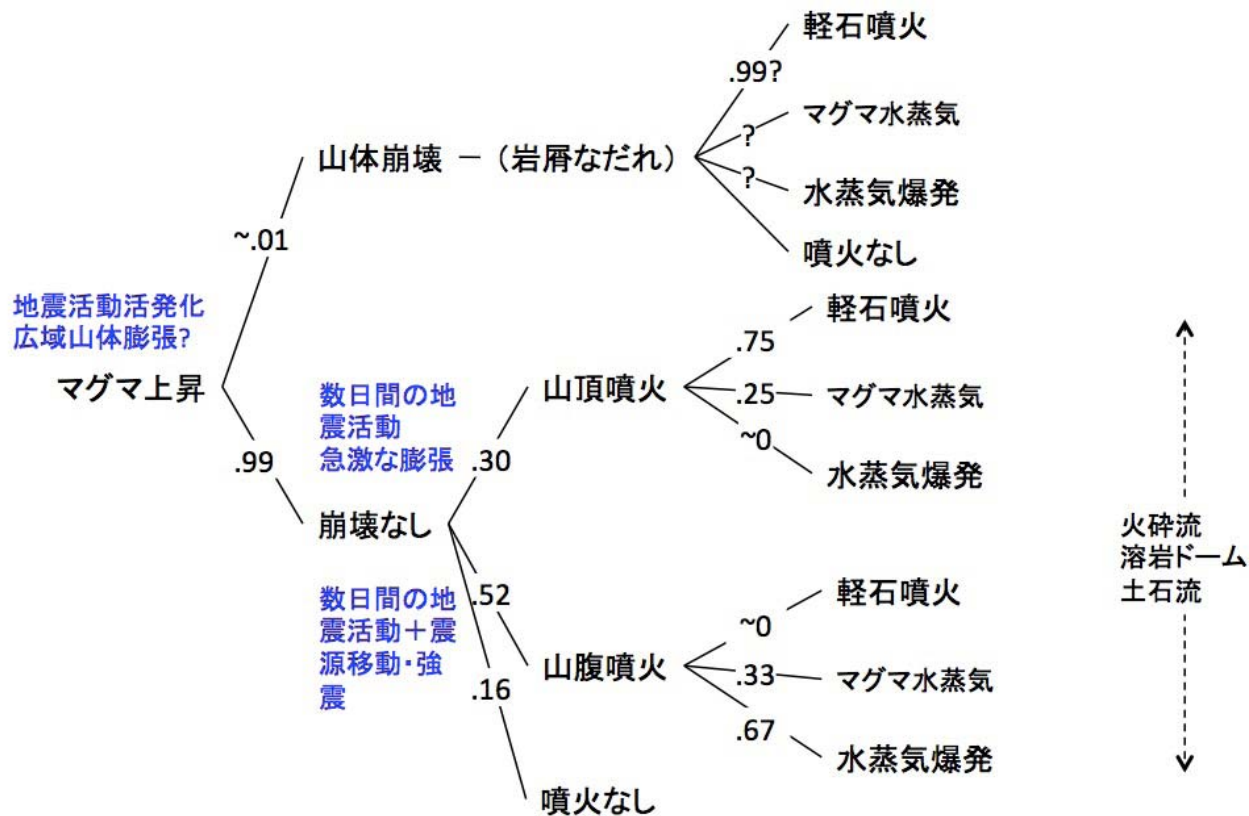 軽石噴火
.99?
マグマ水蒸気
?
山体崩壊 － (岩屑なだれ)
?
水蒸気爆発
~.01
噴火なし
地震活動活発化
広域山体膨張?
マグマ上昇
.99
崩壊なし
数日間の地
震活動
急激な膨張
.30
山頂噴火
軽石噴火
.75
.25
マグマ水蒸気
~0
水蒸気爆発
数日間の地
震活動＋震
源移動・強
震
.52
.16
山腹噴火
軽石噴火
~0
.33
マグマ水蒸気
.67
水蒸気爆発
噴火なし
火砕流
溶岩ドーム
土石流